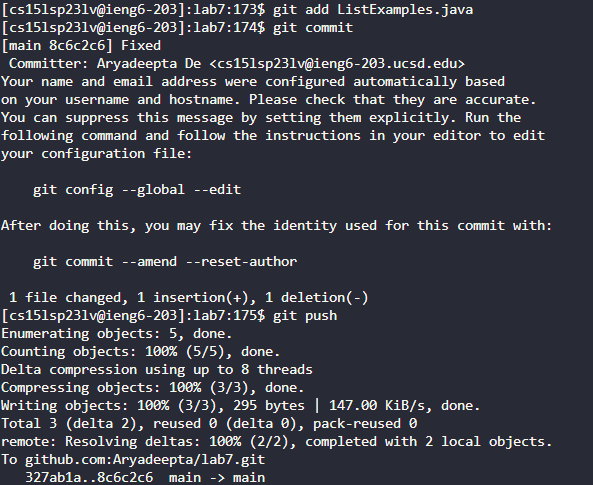 [cs15lsp23lv@ieng6-203]:lab7:173$ git add ListExamples.java
[cs15lsp23lv@ieng6-203]:lab7:174$ git commit
[main 8c6c2c6] Fixed
 Committer: Aryadeepta De <cs15lsp23lv@ieng6-203.ucsd.edu>
Your name and email address were configured automatically based
on your username and hostname. Please check that they are accurate.
You can suppress this message by setting them explicitly. Run the
following command and follow the instructions in your editor to edit
your configuration file:

    git config --global --edit

After doing this, you may fix the identity used for this commit with:

    git commit --amend --reset-author

 1 file changed, 1 insertion(+), 1 deletion(-)
[cs15lsp23lv@ieng6-203]:lab7:175$ git push
Enumerating objects: 5, done.
Counting objects: 100% (5/5), done.
Delta compression using up to 8 threads
Compressing objects: 100% (3/3), done.
Writing objects: 100% (3/3), 295 bytes | 147.00 KiB/s, done.
Total 3 (delta 2), reused 0 (delta 0), pack-reused 0
remote: Resolving deltas: 100% (2/2), completed with 2 local objects.
To github.com:Aryadeepta/lab7.git
   327ab1a..8c6c2c6  main -> main